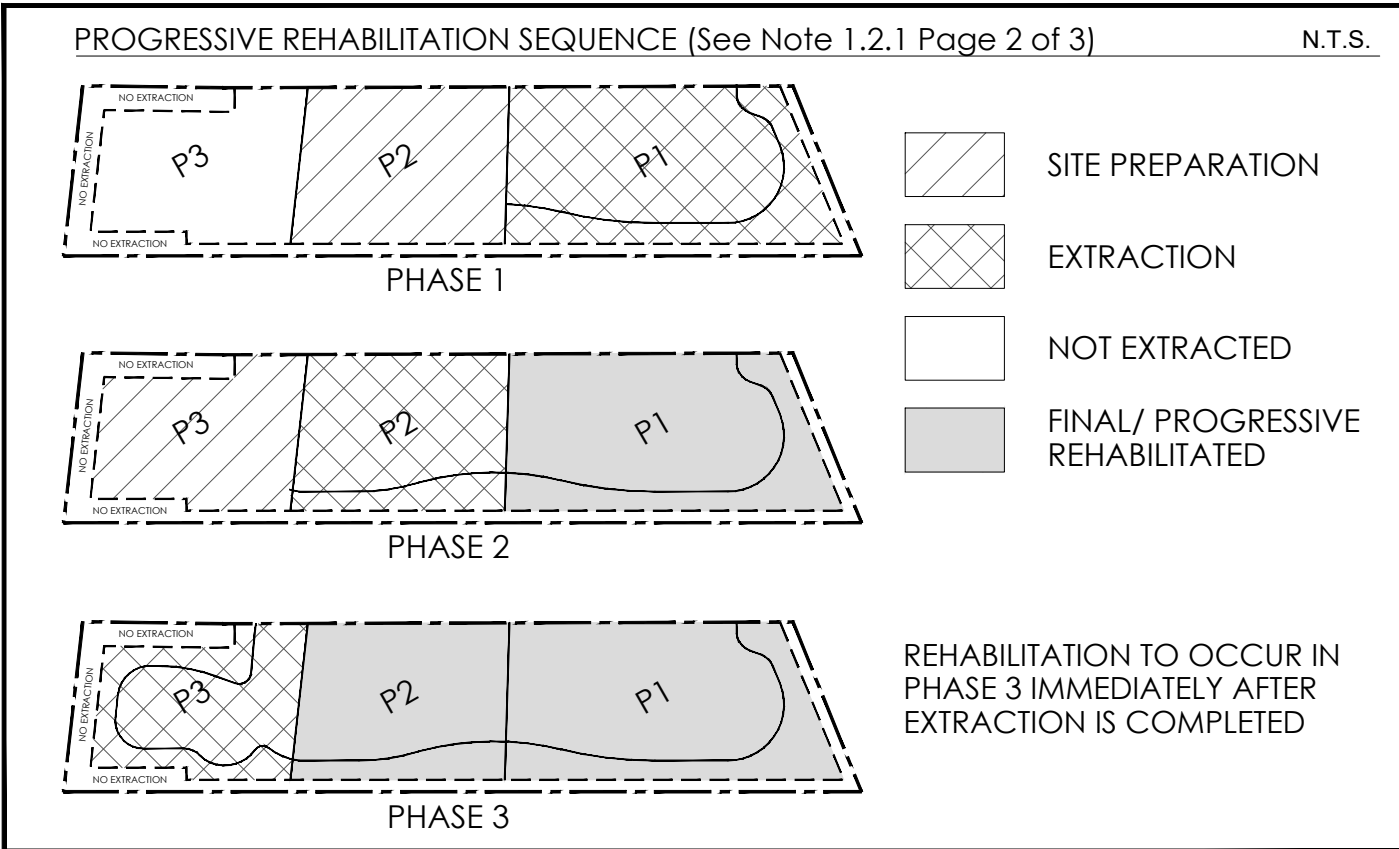 PROGRESSIVE REHABILITATION SEQUENCE (See Note 1.2.1 Page 2 of 3)
N.T.S.
NO EXTRACTION
NO EXTRACTION
P3
P2
P1
NO EXTRACTION
PHASE 1
SITE PREPARATION
EXTRACTION
NOT EXTRACTED
FINAL/ PROGRESSIVE
REHABILITATED
NO EXTRACTION
NO EXTRACTION
P3
P2
P1
NO EXTRACTION
PHASE 2
NO EXTRACTION
NO EXTRACTION
P3
P2
P1
NO EXTRACTION
PHASE 3
REHABILITATION TO OCCUR IN
PHASE 3 IMMEDIATELY AFTER
EXTRACTION IS COMPLETED